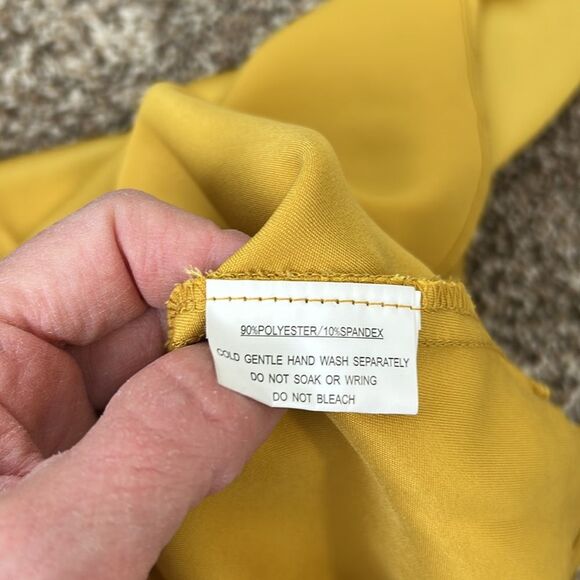 90%POLYESTER/10%SPANDEX
COLD GENTLE HAND WASH SEPARATELY
DO NOT SOAK OR WRING
DO NOT BLEACH